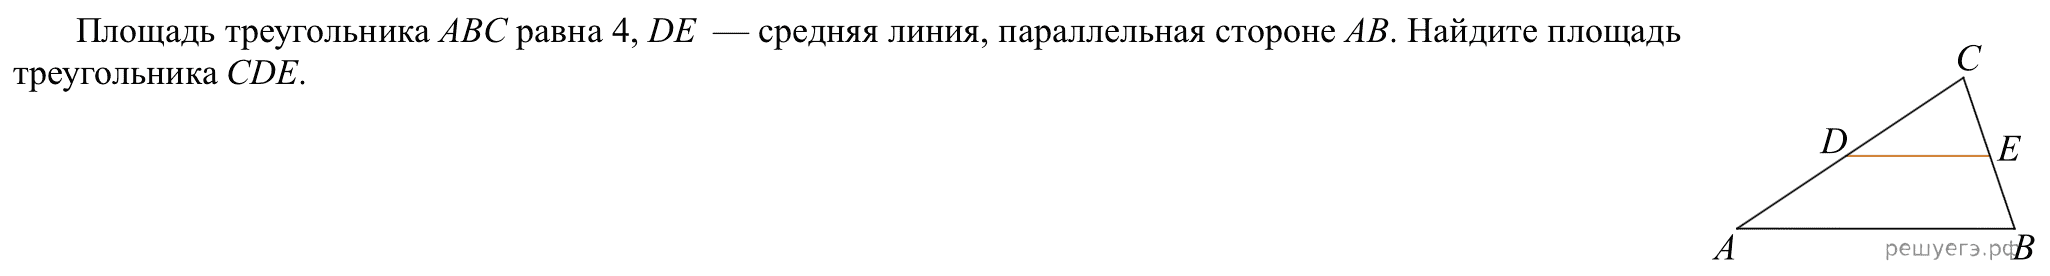 Площадь треугольника ABC равна 4, DE — средняя линия, параллельная стороне AB. Найдите площадь
треугольника CDE.
C
D
E
A
B
решуегэ.рф